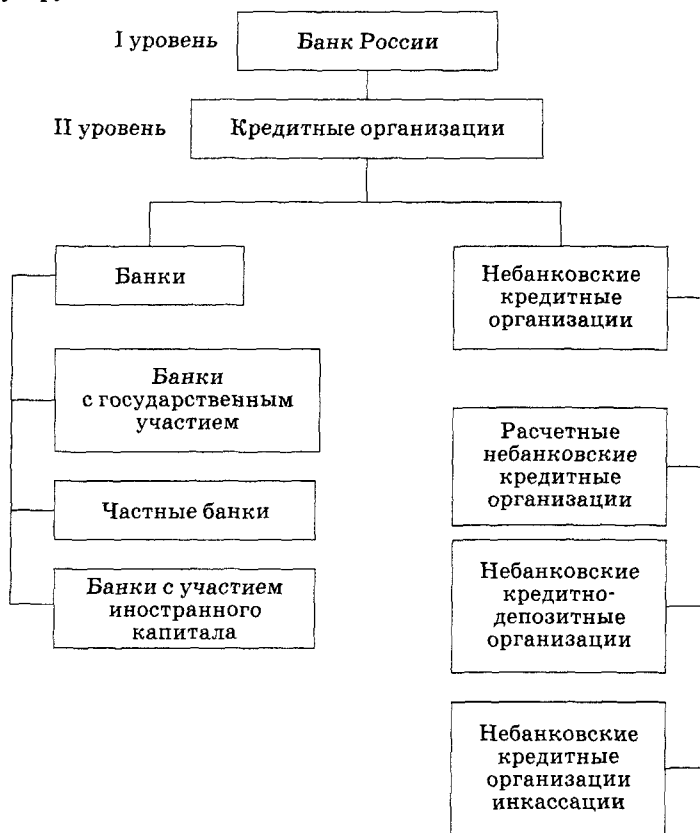 I уровень
Банк России
II уровень
Кредитные организации
Банки
Небанковские
кредитные
организации
Банки
с государственным
участием
Расчетные
небанковские
кредитные
организации
Частные банки
Небанковские
кредитно-
депозитные
организации
Банки с участием
иностранного
капитала
Небанковские
кредитные
организации
инкассации